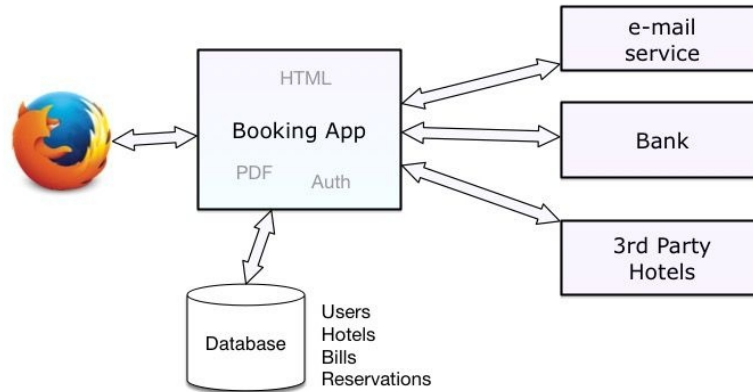 HTML
Booking App
PDF
Auth
e-mail
service
Bank
3rd Party
Hotels
Database
Users
Hotels
Bills
Reservations